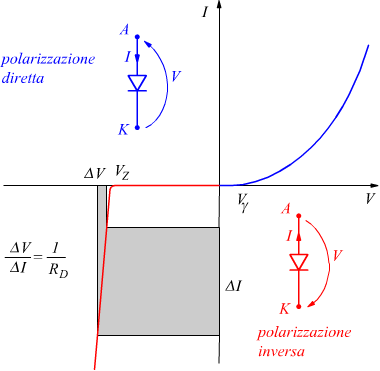 I
A
polarizzazione
diretta
I
V
K
ΔV
V_Z
V_γ
V
A
ΔV/ΔI = 1/R_D
I
V
ΔI
K
polarizzazione
inversa